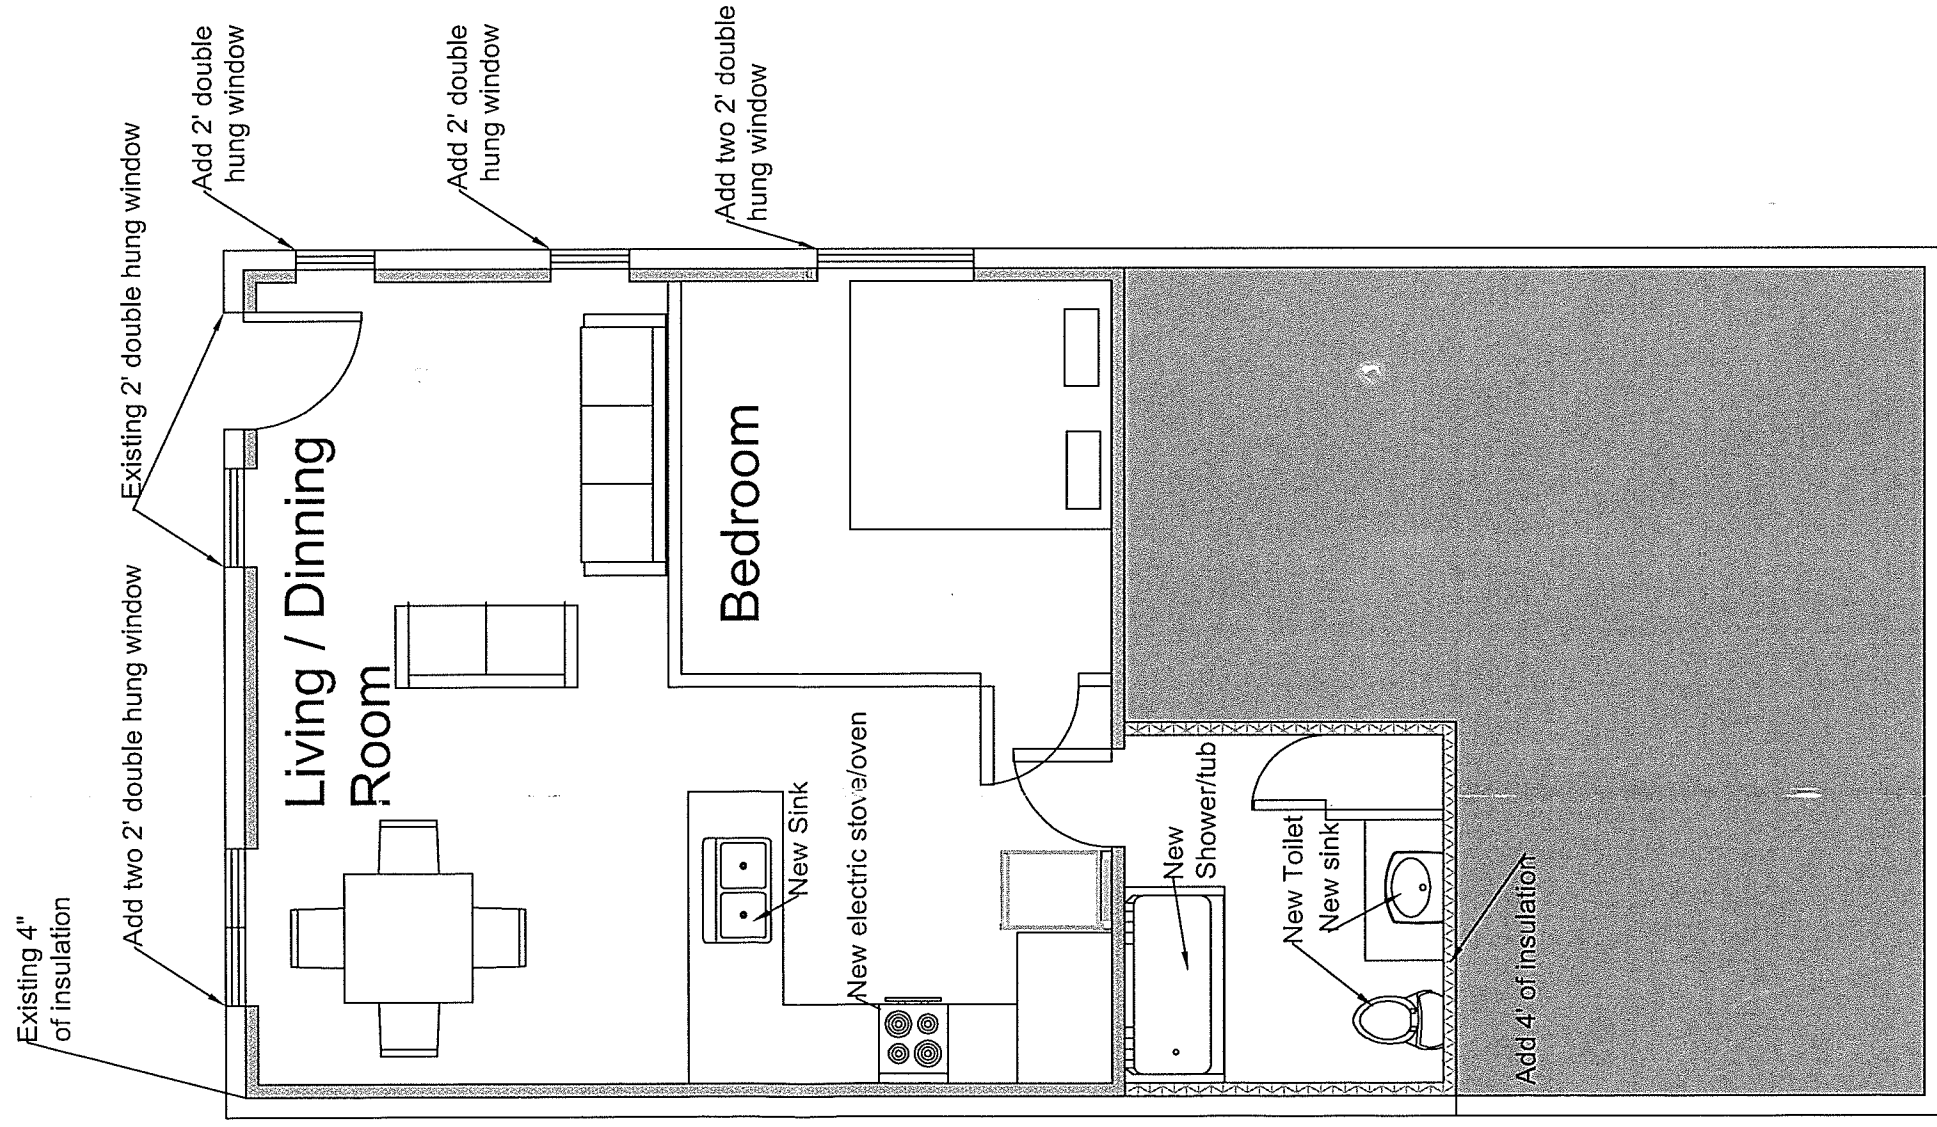 Existing 4"
of insulation
Add two 2' double hung window
Existing 2' double hung window
Add 2' double
hung window
Add 2' double
hung window
Add two 2' double
hung window
Living / Dinning
Room
Bedroom
New Sink
New electric stove/oven
New
Shower/tub
New Toilet
New sink
Add 4' of insulation